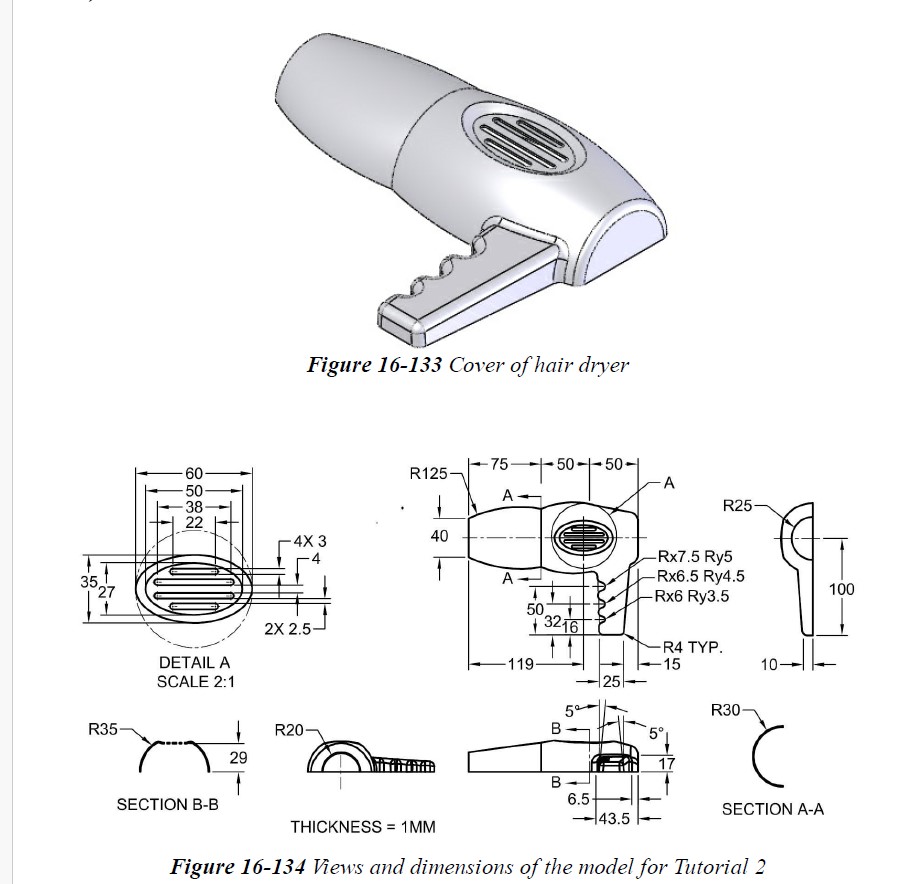 Figure 16-133 Cover of hair dryer
60
50
38
22
4X 3
4
35
27
2X 2.5
DETAIL A
SCALE 2:1
75
50
50
R125
A
A
40
A
Rx7.5 Ry5
Rx6.5 Ry4.5
Rx6 Ry3.5
50
32
16
R4 TYP.
119
15
25
R25
100
10
R35
29
SECTION B-B
R20
THICKNESS = 1MM
5°
5°
B
B
17
6.5
43.5
R30
SECTION A-A
Figure 16-134 Views and dimensions of the model for Tutorial 2